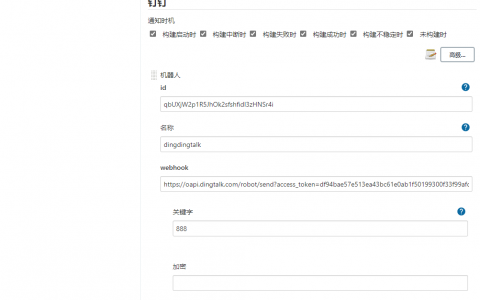 钉钉
通知时机
构建启动时 构建中断时 构建失败时 构建成功时 构建不稳定时 未构建时
高级...
机器人
id
qbUXjW2p1R5JhOk2sfshfidl3zHNSr4i
名称
dingdingtalk
webhook
https://oapi.dingtalk.com/robot/send?access_token=df94bae57e513ea43bc61e0ab1f50199300f33f99afc
关键字
888
加密